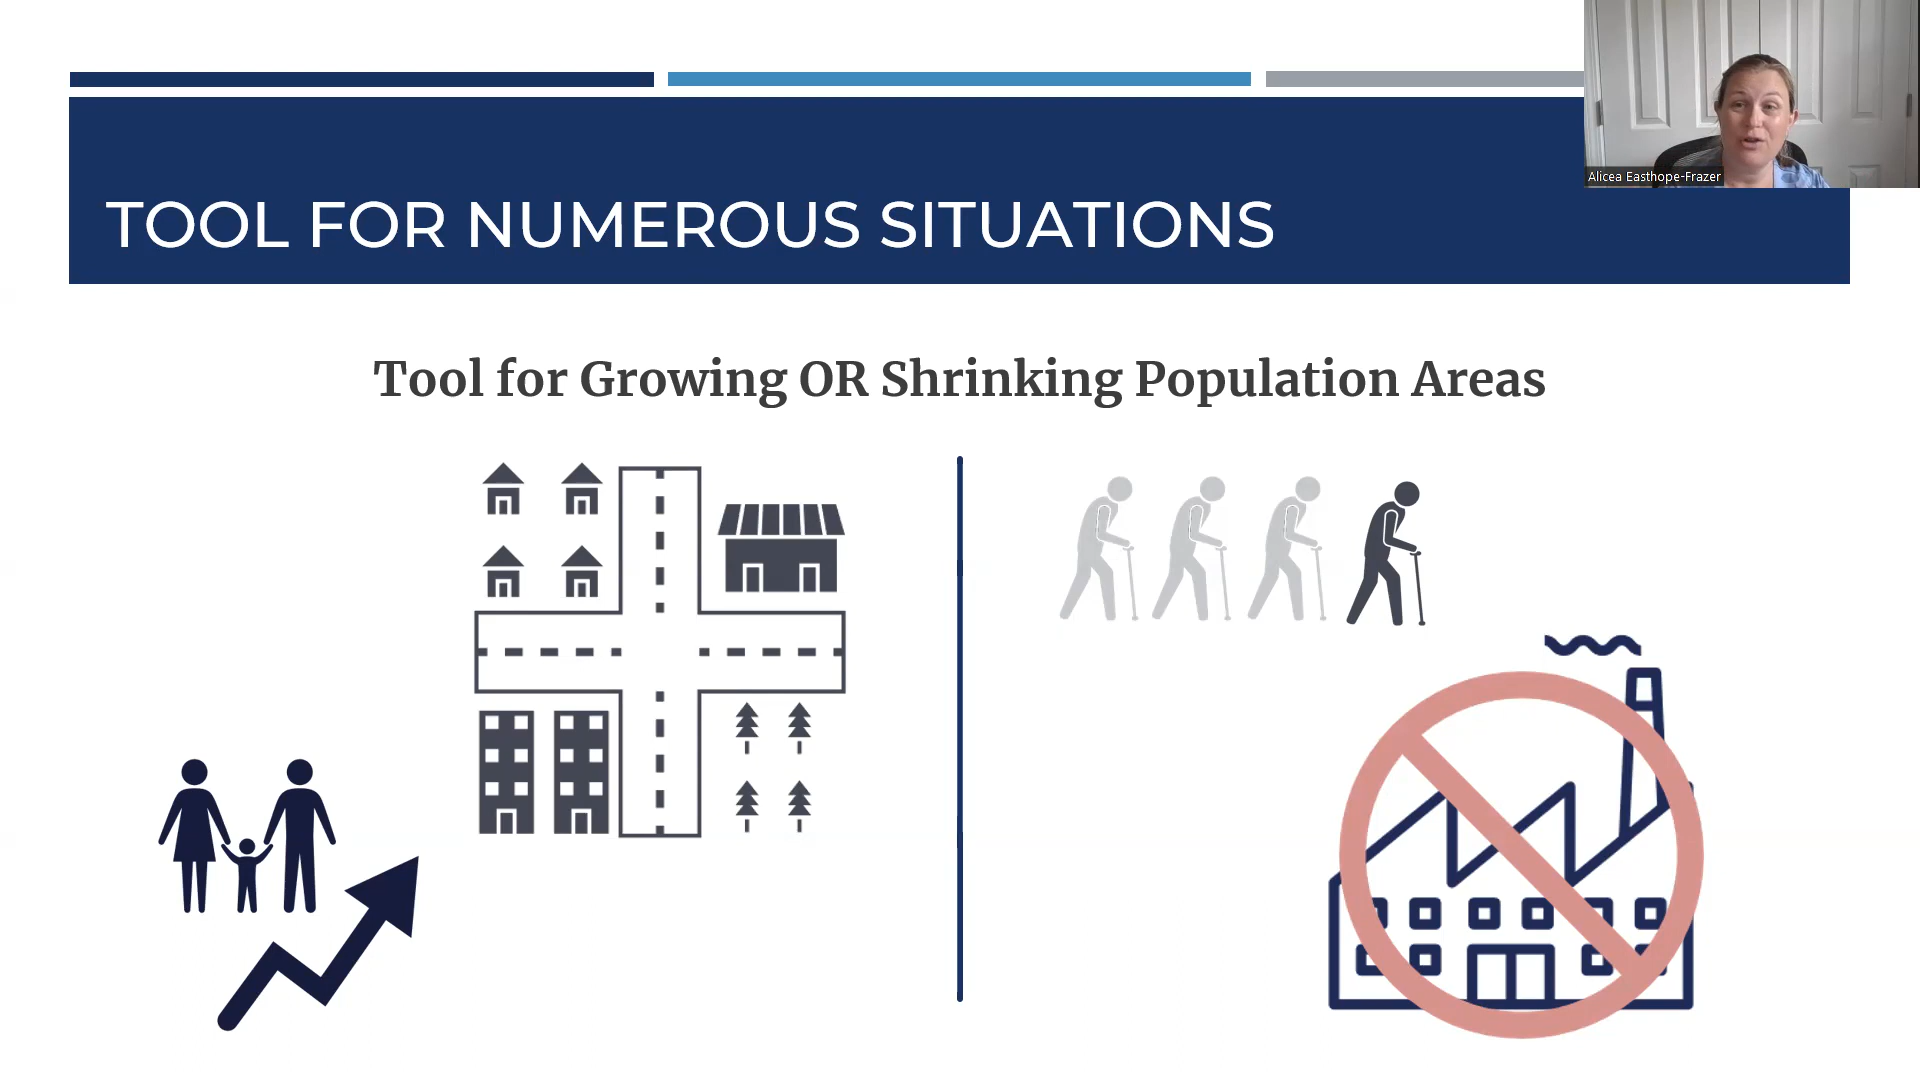 Alicea Easthope-Frazer
TOOL FOR NUMEROUS SITUATIONS
Tool for Growing OR Shrinking Population Areas